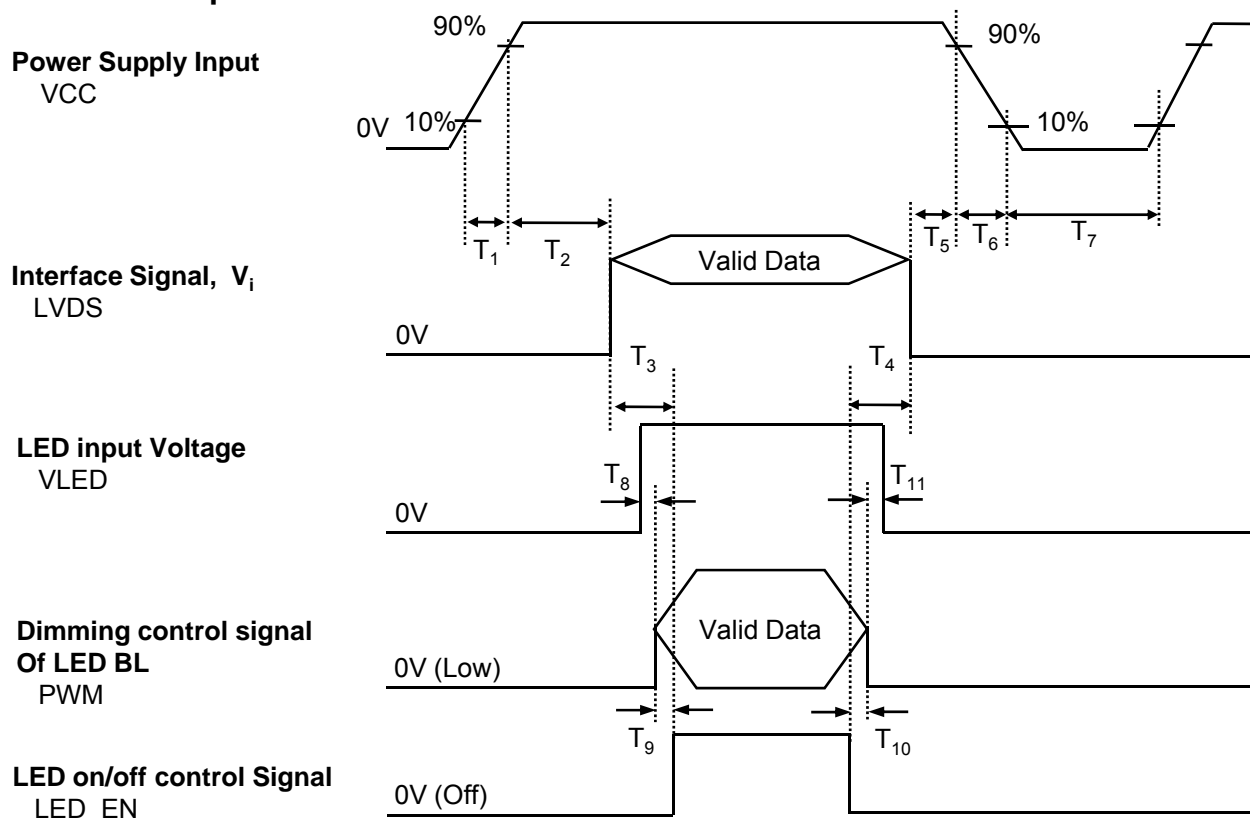 Power Supply Input
VCC
0V
10%
90%
90%
10%
T1
T2
T5
T6
T7
Interface Signal, Vi
LVDS
Valid Data
0V
T3
T4
LED input Voltage
VLED
0V
T8
T11
Dimming control signal
Of LED BL
PWM
Valid Data
0V (Low)
T9
T10
LED on/off control Signal
LED_EN
0V (Off)